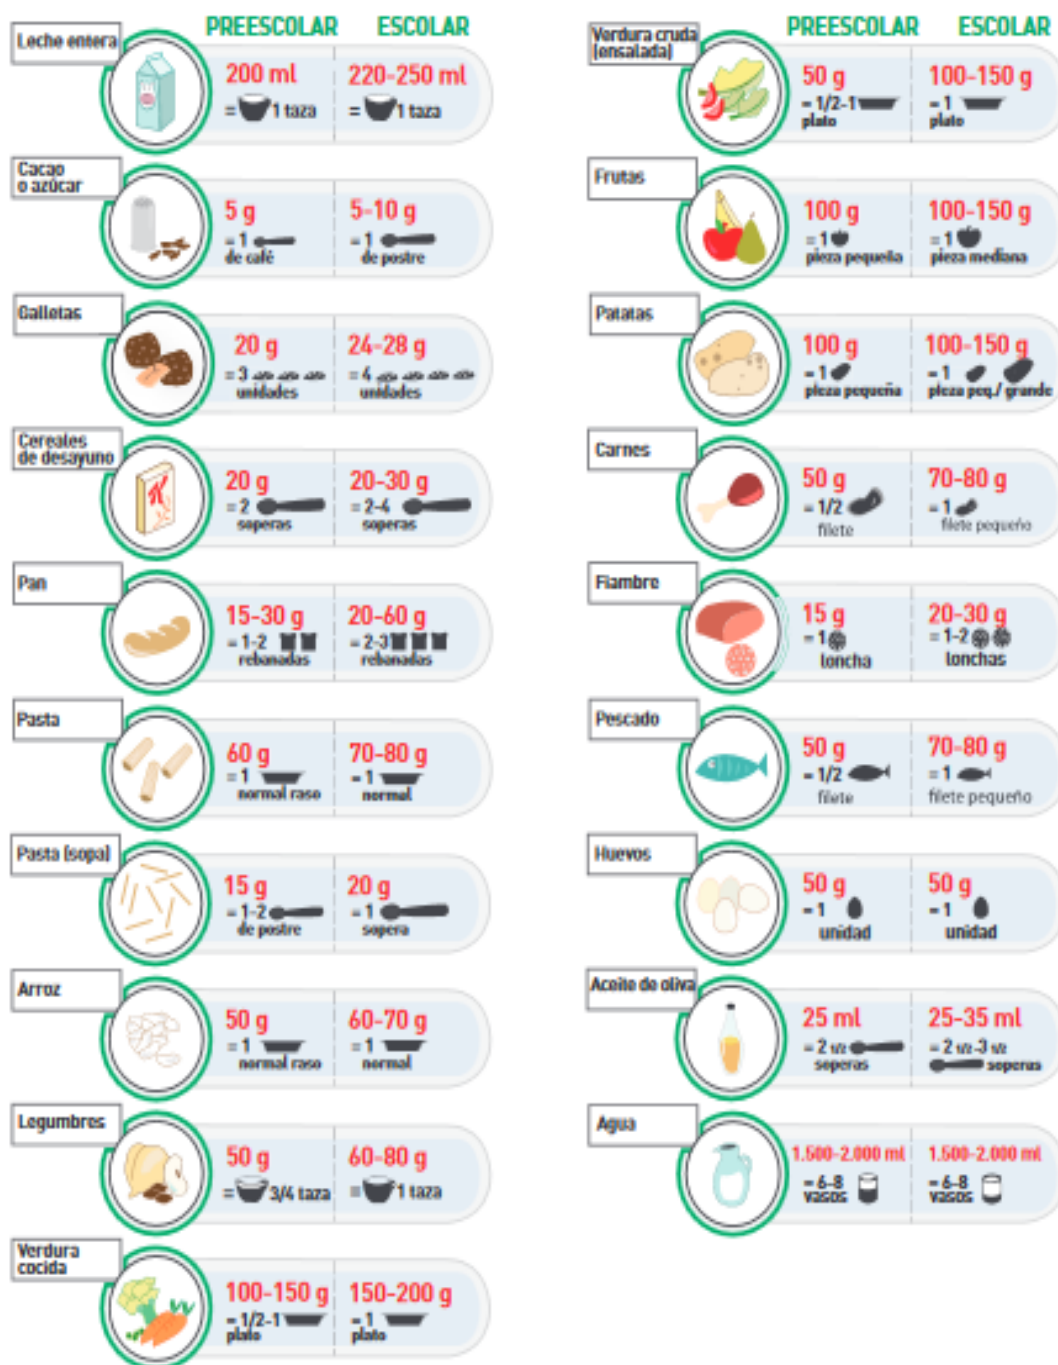 PREESCOLAR ESCOLAR
Leche entera
200 ml 220-250 ml
= 1 taza = 1 taza
Cacao
o azúcar
5 g 5-10 g
= 1 = 1
de café de postre
Galletas
20 g 24-28 g
= 3 = 4
unidades unidades
Cereales
de desayuno
20 g 20-30 g
= 2 = 2-4
soperas soperas
Pan
15-30 g 20-60 g
= 1-2 = 2-3
rebanadas rebanadas
Pasta
60 g 70-80 g
= 1 = 1
normal raso normal
Pasta (sopa)
15 g 20 g
= 1-2 = 1
de postre sopera
Arroz
50 g 60-70 g
= 1 = 1
normal raso normal
Legumbres
50 g 60-80 g
= 3/4 taza = 1 taza
Verdura
cocida
100-150 g 150-200 g
= 1/2-1 = 1
plato plato
PREESCOLAR ESCOLAR
Verdura cruda
(ensalada)
50 g 100-150 g
= 1/2-1 = 1
plato plato
Frutas
100 g 100-150 g
= 1 = 1
pieza pequeña pieza mediana
Patatas
100 g 100-150 g
= 1 = 1
pieza pequeña pieza peq./ grande
Carnes
50 g 70-80 g
= 1/2 = 1
filete filete pequeño
Fiambre
15 g 20-30 g
= 1 = 1-2
loncha lonchas
Pescado
50 g 70-80 g
= 1/2 = 1
filete filete pequeño
Huevos
50 g 50 g
= 1 = 1
unidad unidad
Aceite de oliva
25 ml 25-35 ml
= 2 1/2 = 2 1/2 -3 1/2
soperas soperas
Agua
1.500-2.000 ml 1.500-2.000 ml
= 6-8 = 6-8
vasos vasos